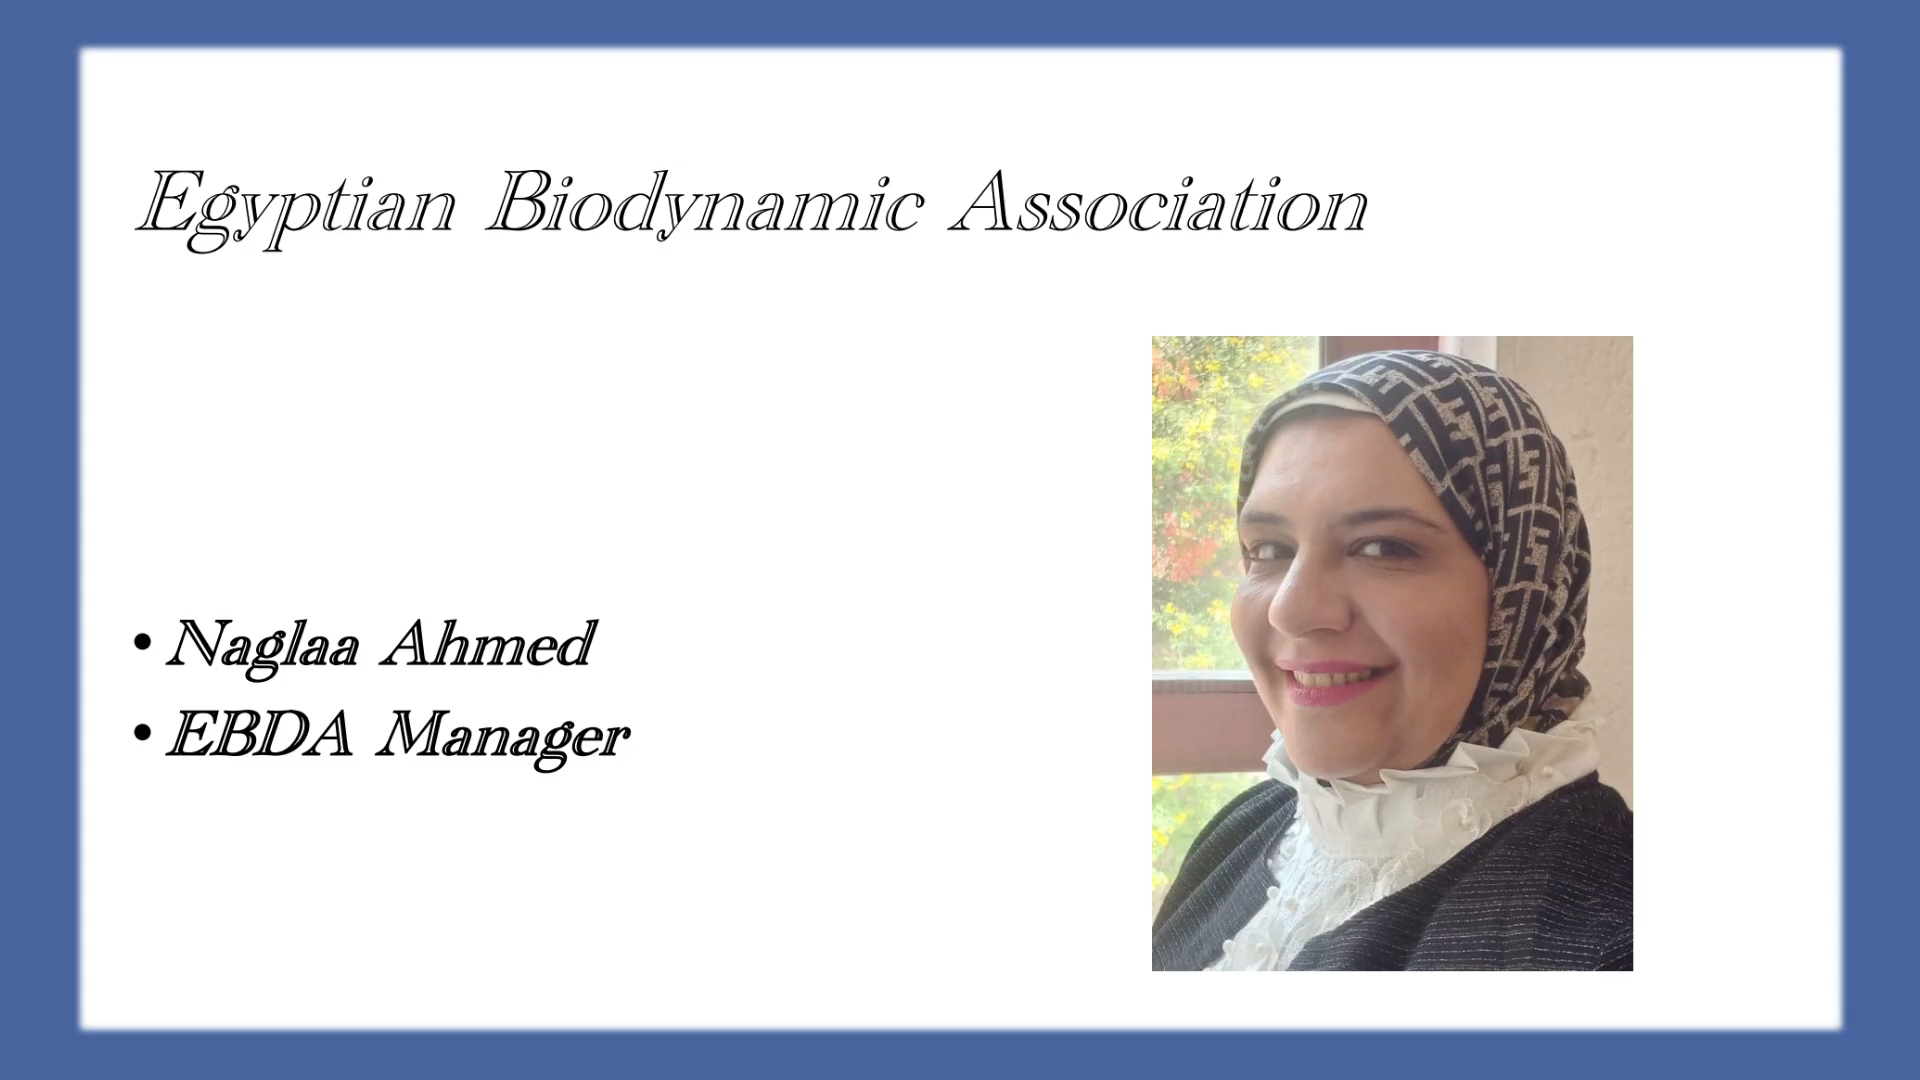 Egyptian Biodynamic Association
• Naglaa Ahmed
• EBDA Manager